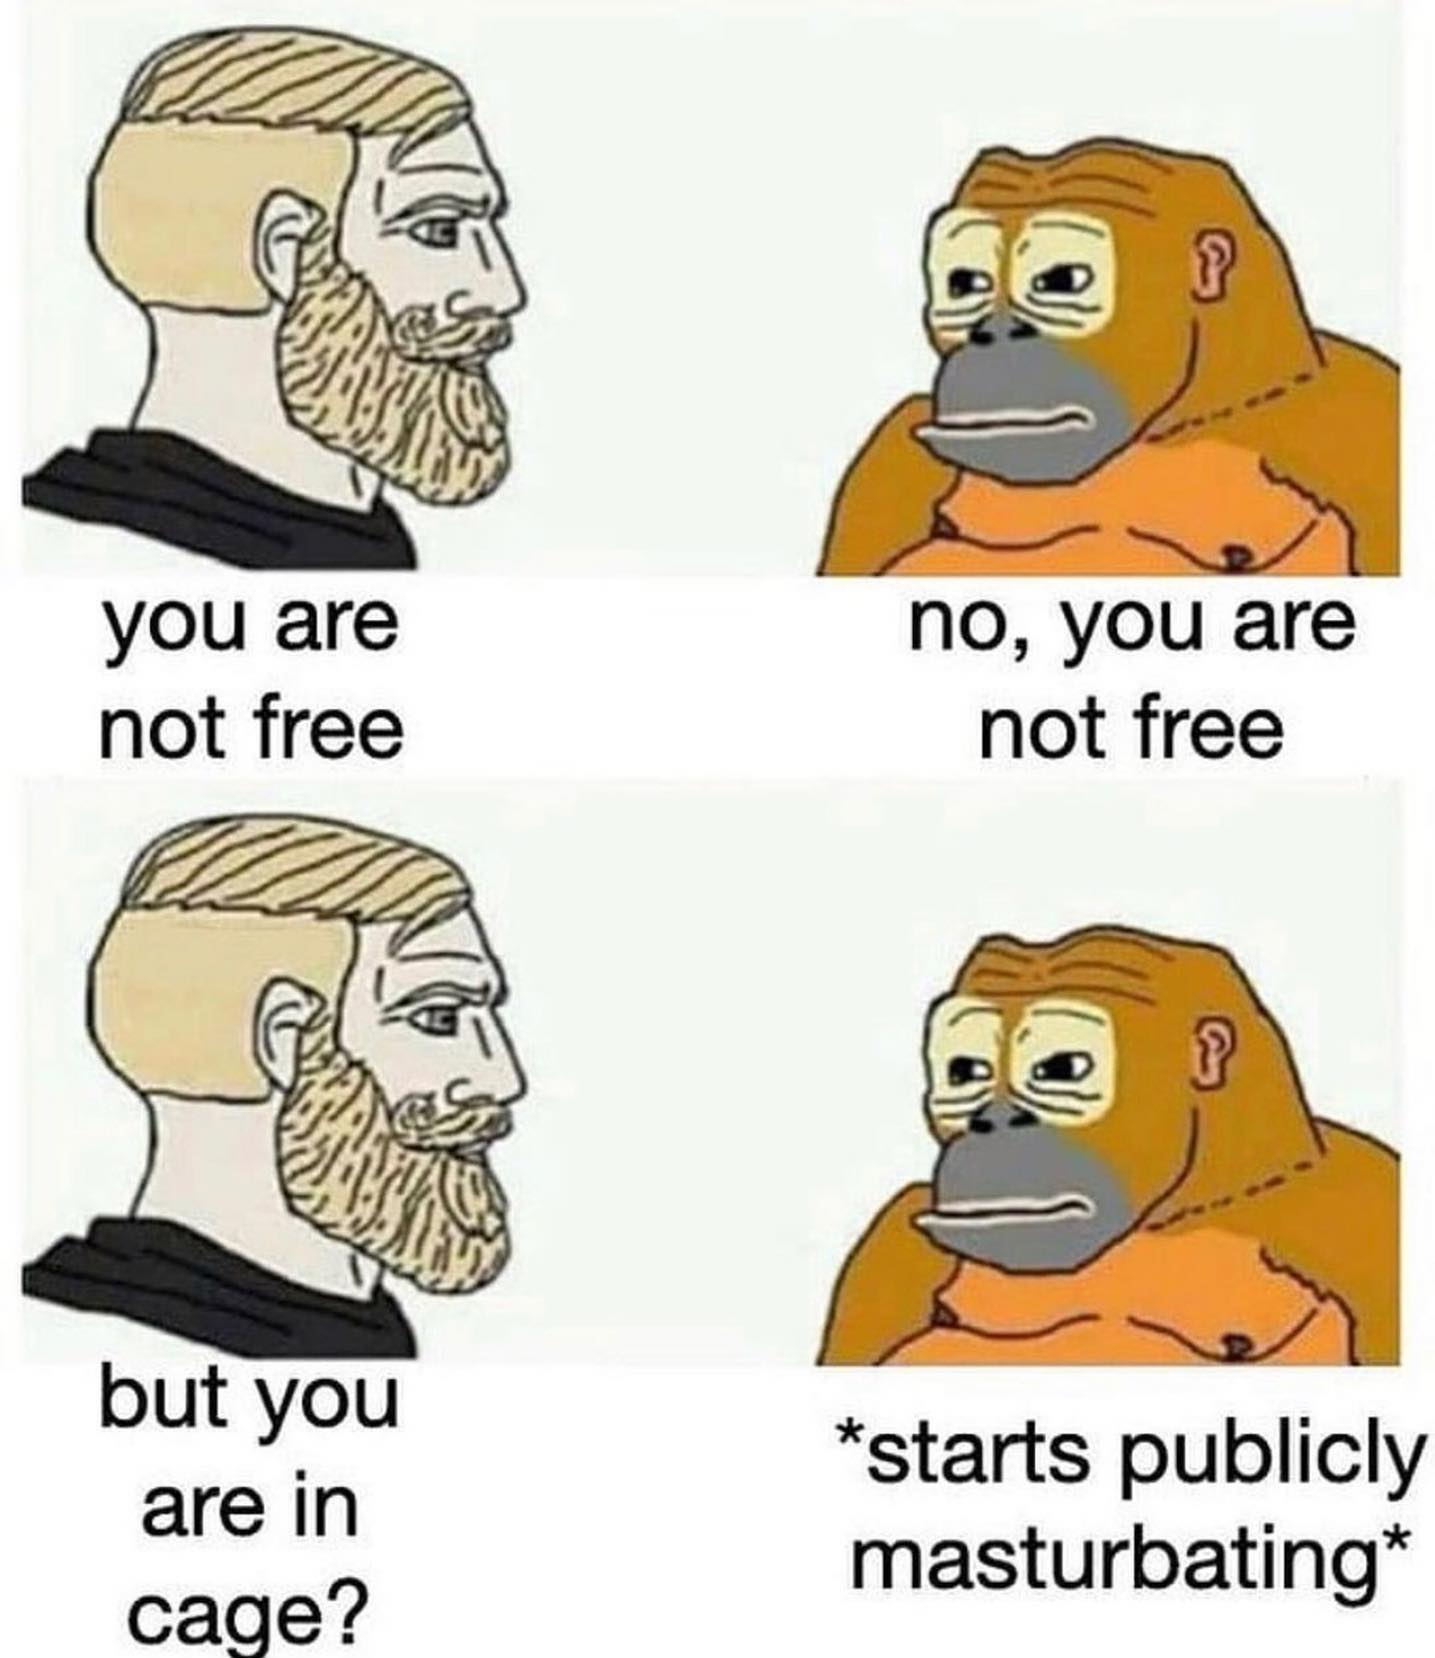 you are
not free
no, you are
not free
but you
are in
cage?
*starts publicly
masturbating*